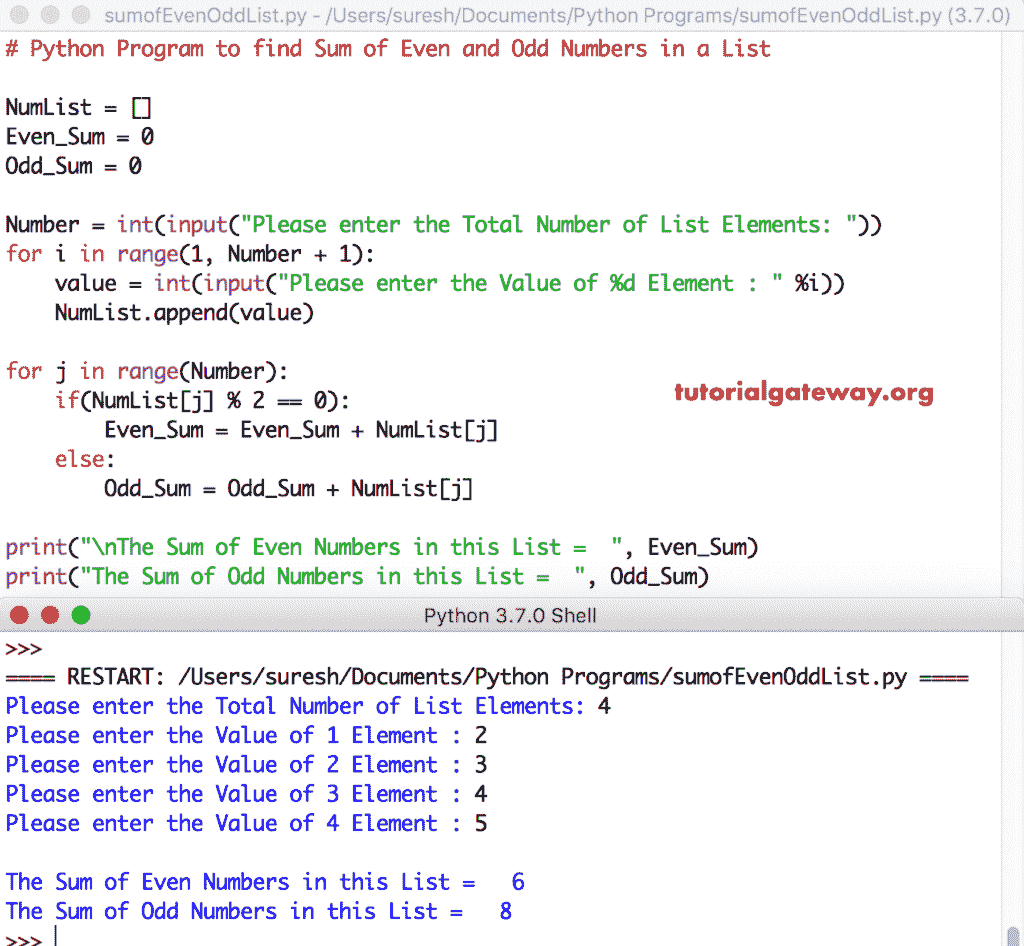 sumofEvenOddList.py - /Users/suresh/Documents/Python Programs/sumofEvenOddList.py (3.7.0)
# Python Program to find Sum of Even and Odd Numbers in a List

NumList = []
Even_Sum = 0
Odd_Sum = 0

Number = int(input("Please enter the Total Number of List Elements: "))
for i in range(1, Number + 1):
    value = int(input("Please enter the Value of %d Element : " %i))
    NumList.append(value)

for j in range(Number):
    if(NumList[j] % 2 == 0):
        Even_Sum = Even_Sum + NumList[j]
    else:
        Odd_Sum = Odd_Sum + NumList[j]
tutorialgateway.org

print("\nThe Sum of Even Numbers in this List =  ", Even_Sum)
print("The Sum of Odd Numbers in this List =  ", Odd_Sum)
Python 3.7.0 Shell
>>>
==== RESTART: /Users/suresh/Documents/Python Programs/sumofEvenOddList.py ====
Please enter the Total Number of List Elements: 4
Please enter the Value of 1 Element : 2
Please enter the Value of 2 Element : 3
Please enter the Value of 3 Element : 4
Please enter the Value of 4 Element : 5

The Sum of Even Numbers in this List =   6
The Sum of Odd Numbers in this List =   8
>>>